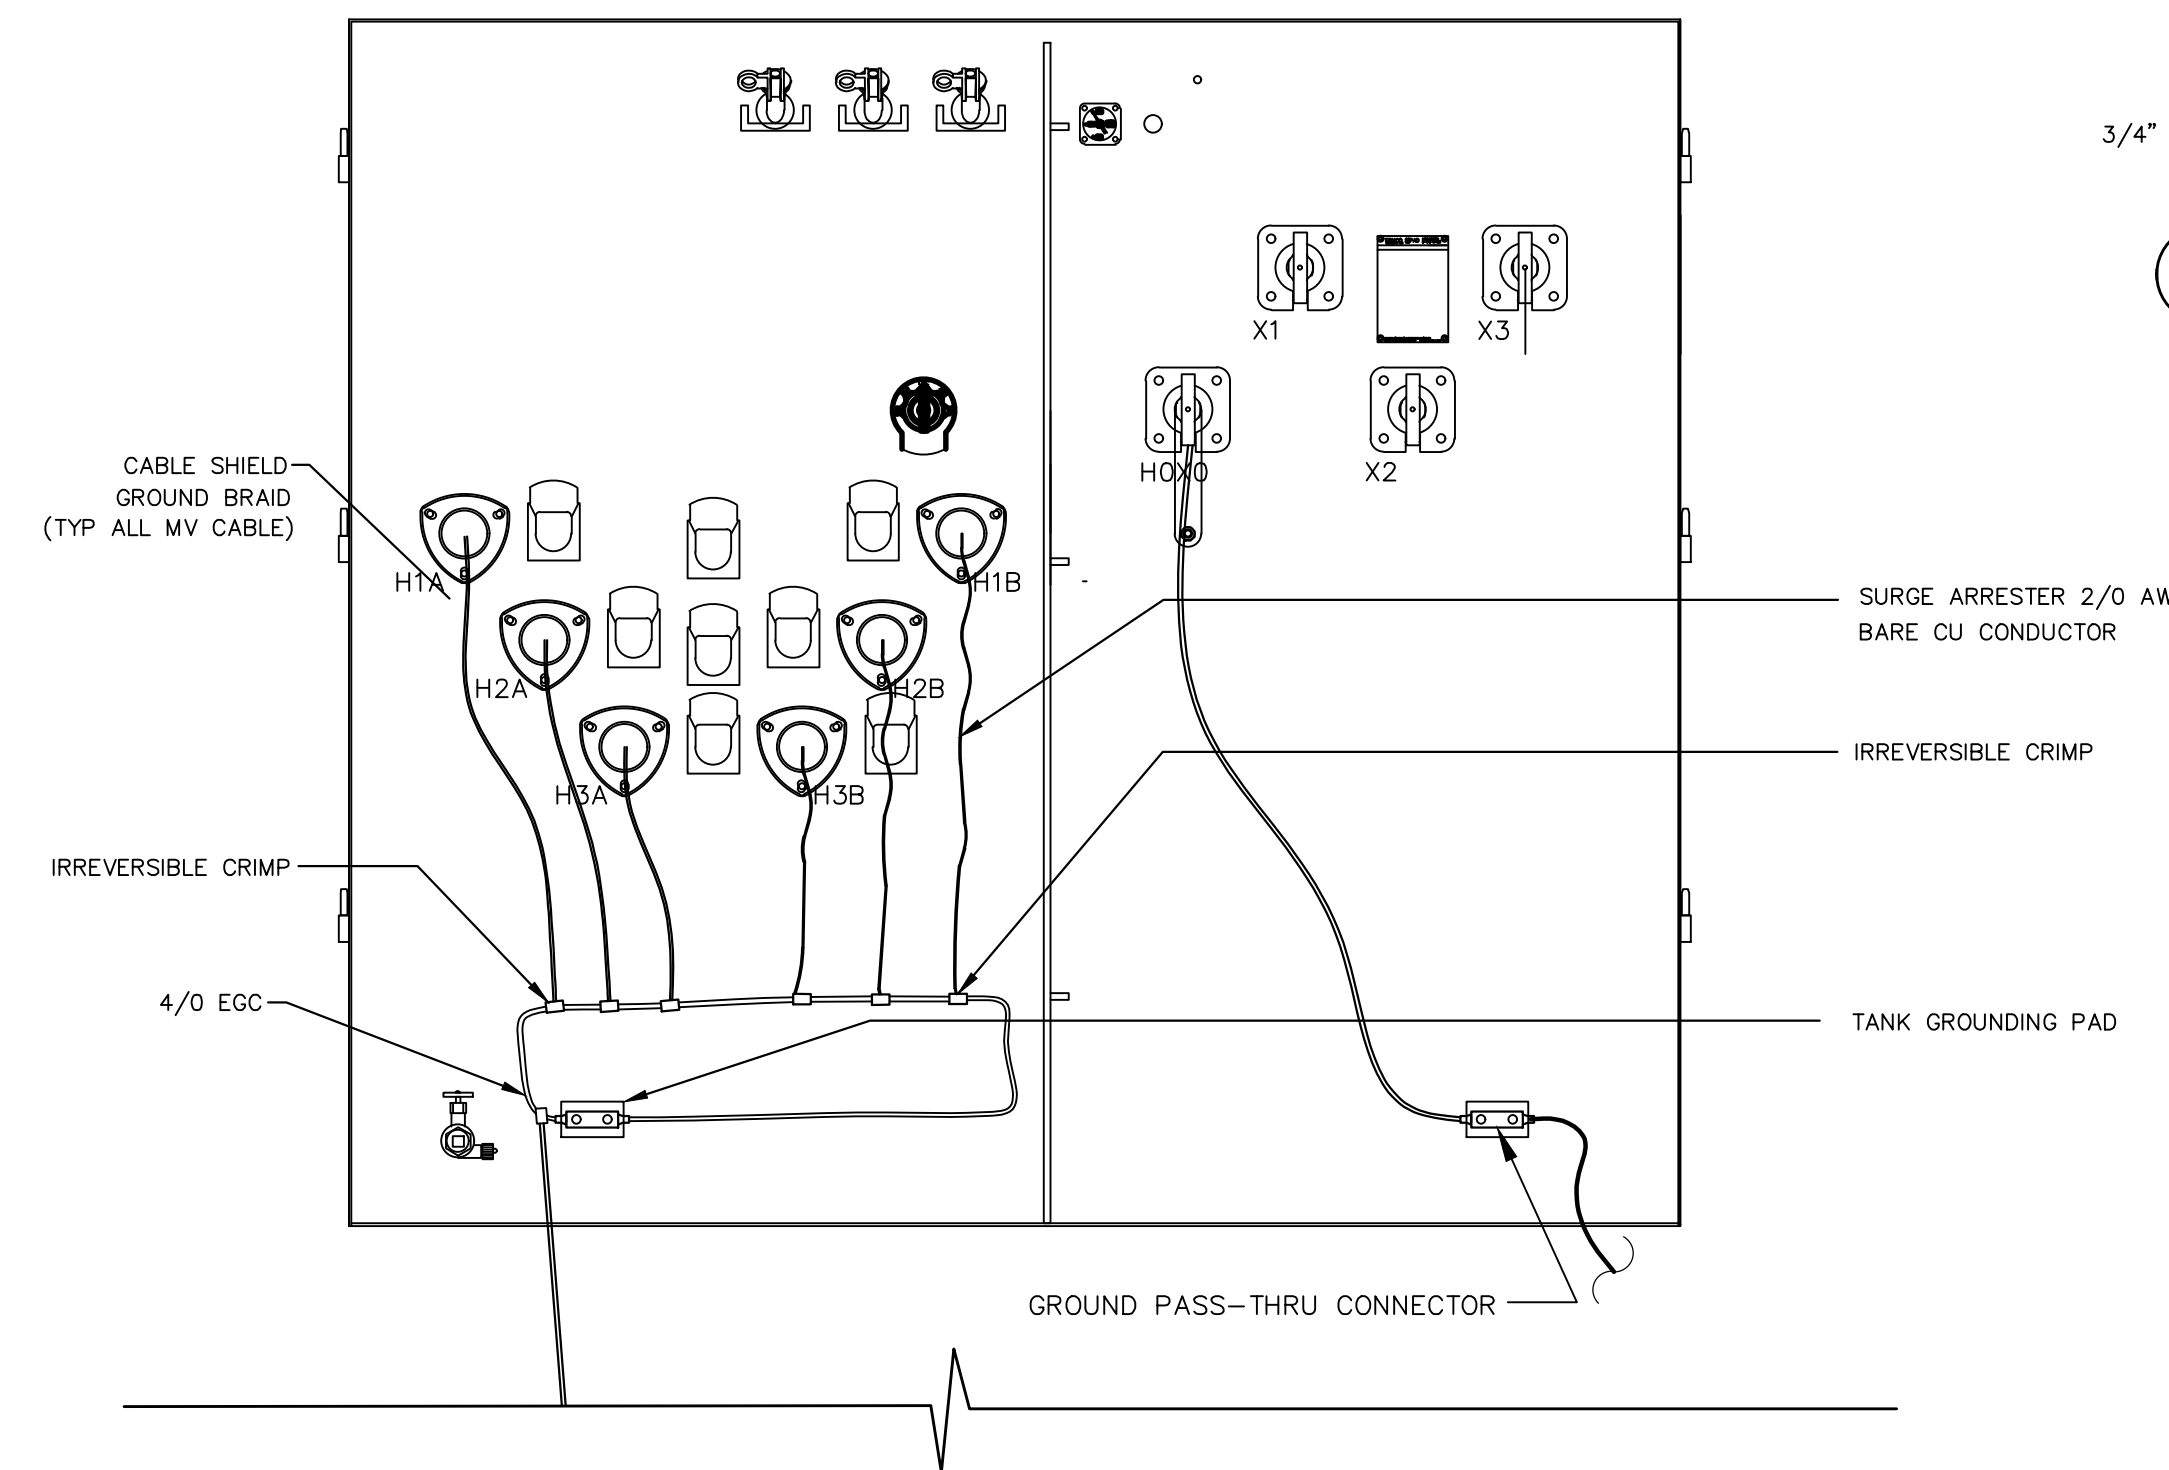 3/4"
X1
X3
H0X0
X2
CABLE SHIELD
GROUND BRAID
(TYP ALL MV CABLE)
H1A
H1B
SURGE ARRESTER 2/0 AW
BARE CU CONDUCTOR
H2A
H2B
IRREVERSIBLE CRIMP
H3A
H3B
IRREVERSIBLE CRIMP
4/0 EGC
TANK GROUNDING PAD
GROUND PASS-THRU CONNECTOR